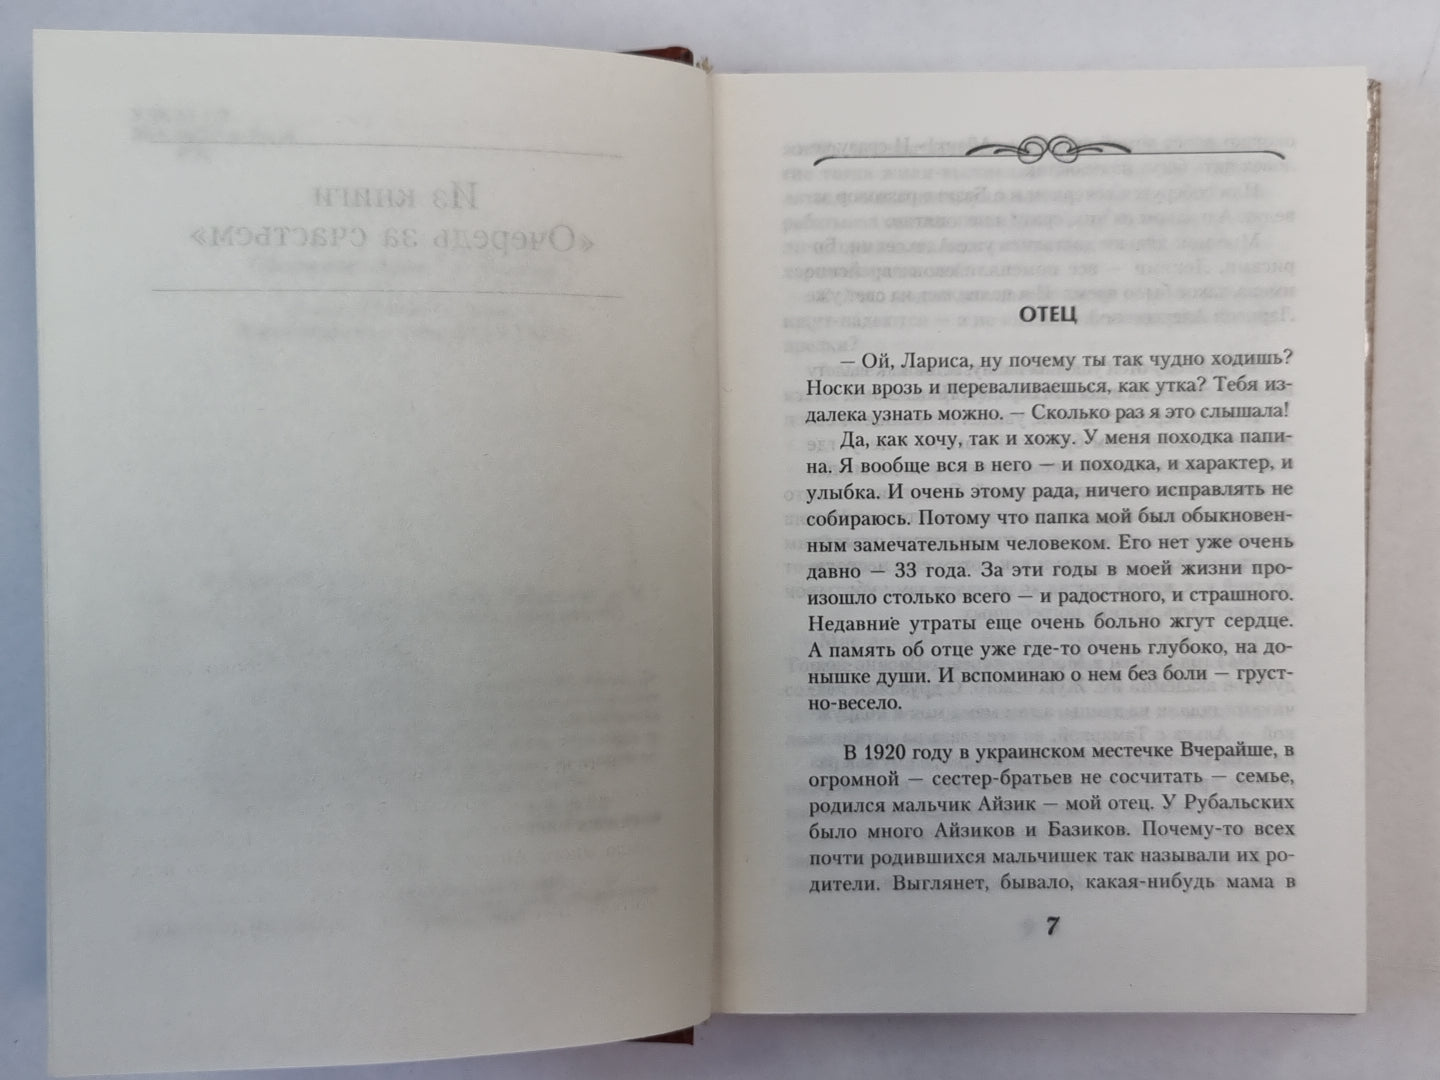 Из книги
«Очередь за счастьем»
ОТЕЦ
— Ой, Лариса, ну почему ты так чудно ходишь?
Носки врозь и переваливаешься, как утка? Тебя из-
далека узнать можно. — Сколько раз я это слышала!
Да, как хочу, так и хожу. У меня походка папи-
на. Я вообще вся в него — и походка, и характер, и
улыбка. И очень этому рада, ничего исправлять не
собираюсь. Потому что папка мой был обыкновен-
ным замечательным человеком. Его нет уже очень
давно — 33 года. За эти годы в моей жизни про-
изошло столько всего — и радостного, и страшного.
Недавние утраты еще очень больно жгут сердце.
А память об отце уже где-то очень глубоко, на до-
нышке души. И вспоминаю о нем без боли — груст-
но-весело.
В 1920 году в украинском местечке Вчерайше, в
огромной — сестер-братьев не сосчитать — семье,
родился мальчик Айзик — мой отец. У Рубальских
было много Айзиков и Базиков. Почему-то всех
почти родившихся мальчишек так называли их ро-
дители. Выглянет, бывало, какая-нибудь мама в
7